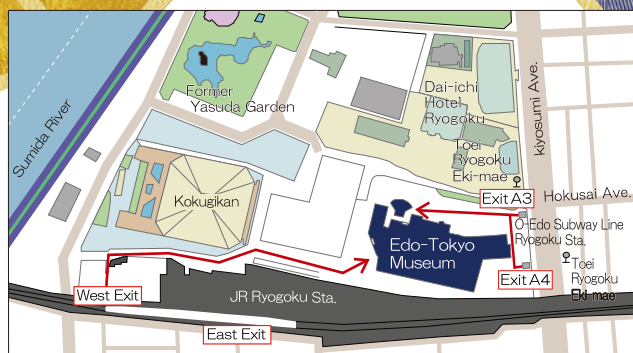 Sumida River
Former
Yasuda Garden
Kokugikan
Dai-ichi
Hotel
Ryogoku
Toei
Ryogoku
Eki-mae
kiyosumi Ave.
Hokusai Ave.
Exit A3
O-Edo Subway Line
Ryogoku Sta.
Edo-Tokyo
Museum
Exit A4
Toei
Ryogoku
Eki-mae
West Exit
JR Ryogoku Sta.
East Exit